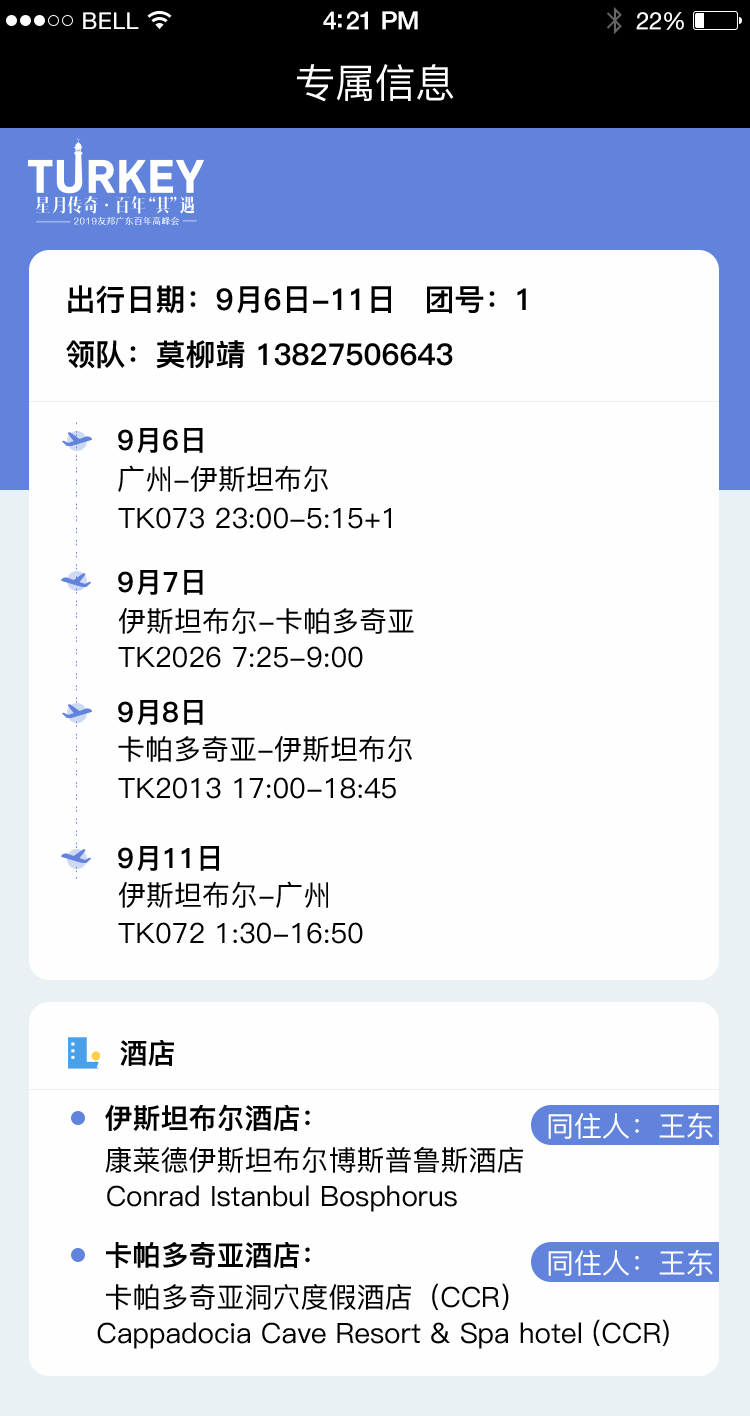 BELL 4:21 PM 22%
专属信息
TURKEY
星月传奇·百年“其”遇
2019友邦广东百年高峰会
出行日期：9月6日-11日 团号：1
领队：莫柳靖 13827506643
9月6日
广州-伊斯坦布尔
TK073 23:00-5:15+1
9月7日
伊斯坦布尔-卡帕多奇亚
TK2026 7:25-9:00
9月8日
卡帕多奇亚-伊斯坦布尔
TK2013 17:00-18:45
9月11日
伊斯坦布尔-广州
TK072 1:30-16:50
酒店
伊斯坦布尔酒店：
同住人：王东
康莱德伊斯坦布尔博斯普鲁斯酒店
Conrad Istanbul Bosphorus
卡帕多奇亚酒店：
同住人：王东
卡帕多奇亚洞穴度假酒店（CCR）
Cappadocia Cave Resort & Spa hotel (CCR)